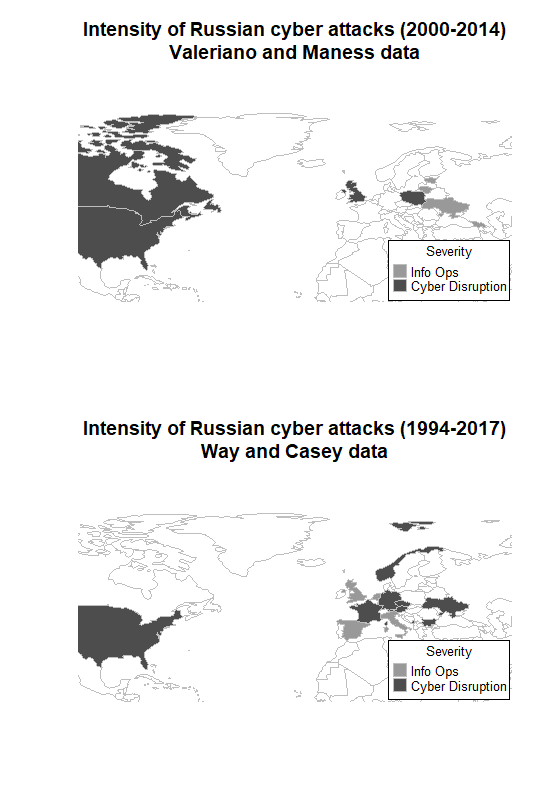 Intensity of Russian cyber attacks (2000-2014)
Valeriano and Maness data
Severity
Info Ops
Cyber Disruption
Intensity of Russian cyber attacks (1994-2017)
Way and Casey data
Severity
Info Ops
Cyber Disruption